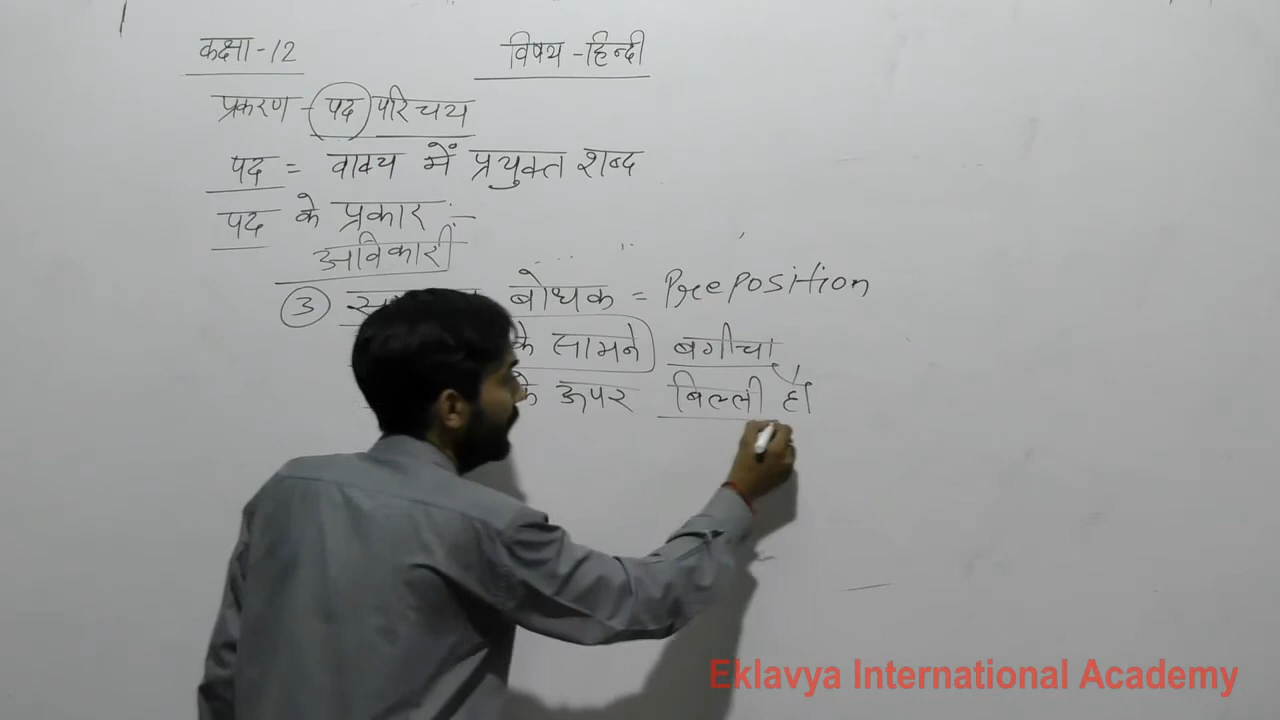 कक्षा-12
विषय-हिन्दी
प्रकरण - पद परिचय
पद = वाक्य में प्रयुक्त शब्द
पद के प्रकार :-
अविकारी
3 बोधक = Preposition
के सामने बगीचा
के ऊपर बिल्ली है
Eklavya International Academy